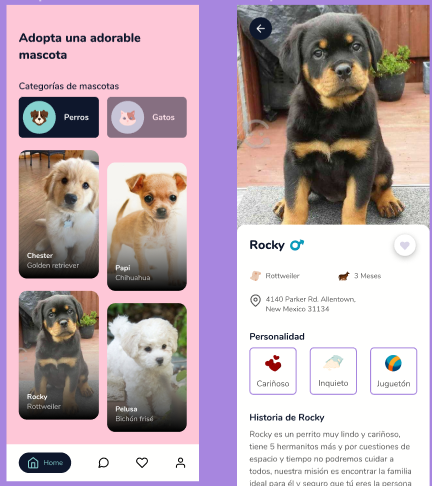 Adopta una adorable
mascota
Categorías de mascotas
Perros
Gatos
Chester
Golden retriever
Papi
Chihuahua
Rocky
Rottweiler
Pelusa
Bichón frisé
Home
Rocky
Rottweiler
3 Meses
4140 Parker Rd. Allentown,
New Mexico 31134
Personalidad
Cariñoso
Inquieto
Juguetón
Historia de Rocky
Rocky es un perrito muy lindo y cariñoso,
tiene 5 hermanitos más y por cuestiones de
espacio y tiempo no podremos cuidar a
todos, nuestra misión es encontrar la familia
ideal para él y seguro que tú eres la persona